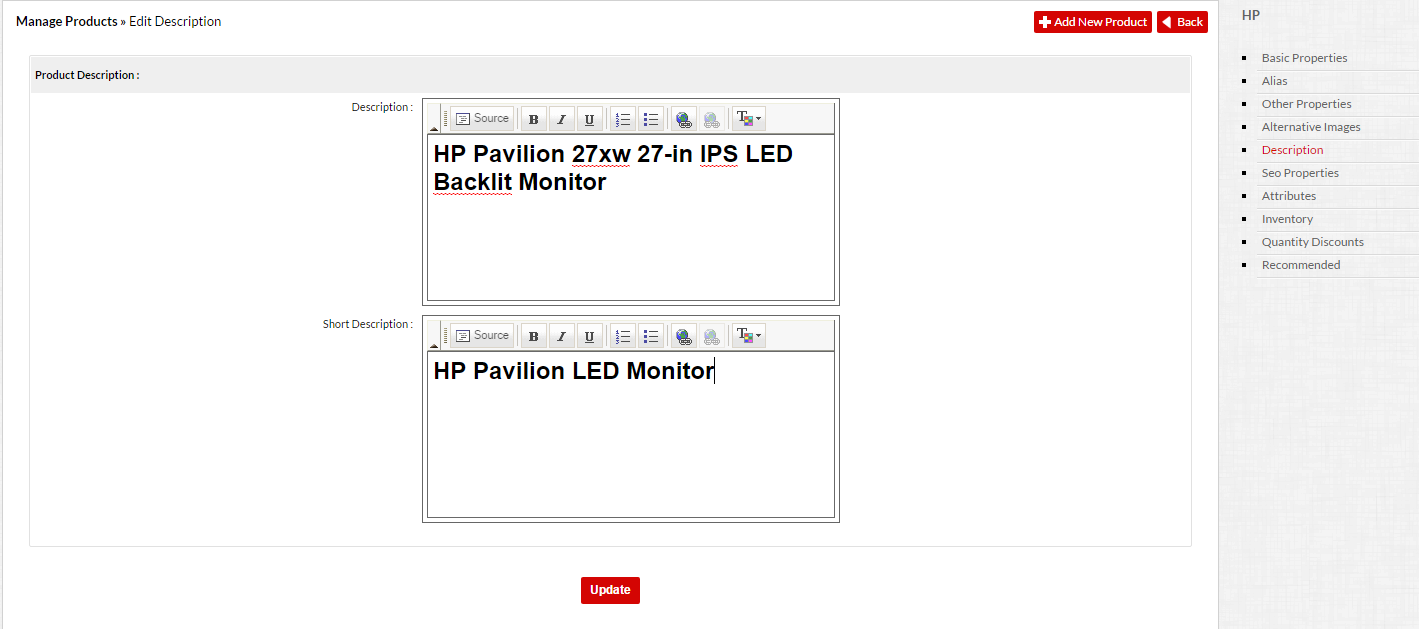 Manage Products » Edit Description
Add New Product
Back
Product Description :
Description :
Source
B I U
T
HP Pavilion 27xw 27-in IPS LED
Backlit Monitor
Short Description :
Source
B I U
T
HP Pavilion LED Monitor
Update
HP
Basic Properties
Alias
Other Properties
Alternative Images
Description
Seo Properties
Attributes
Inventory
Quantity Discounts
Recommended